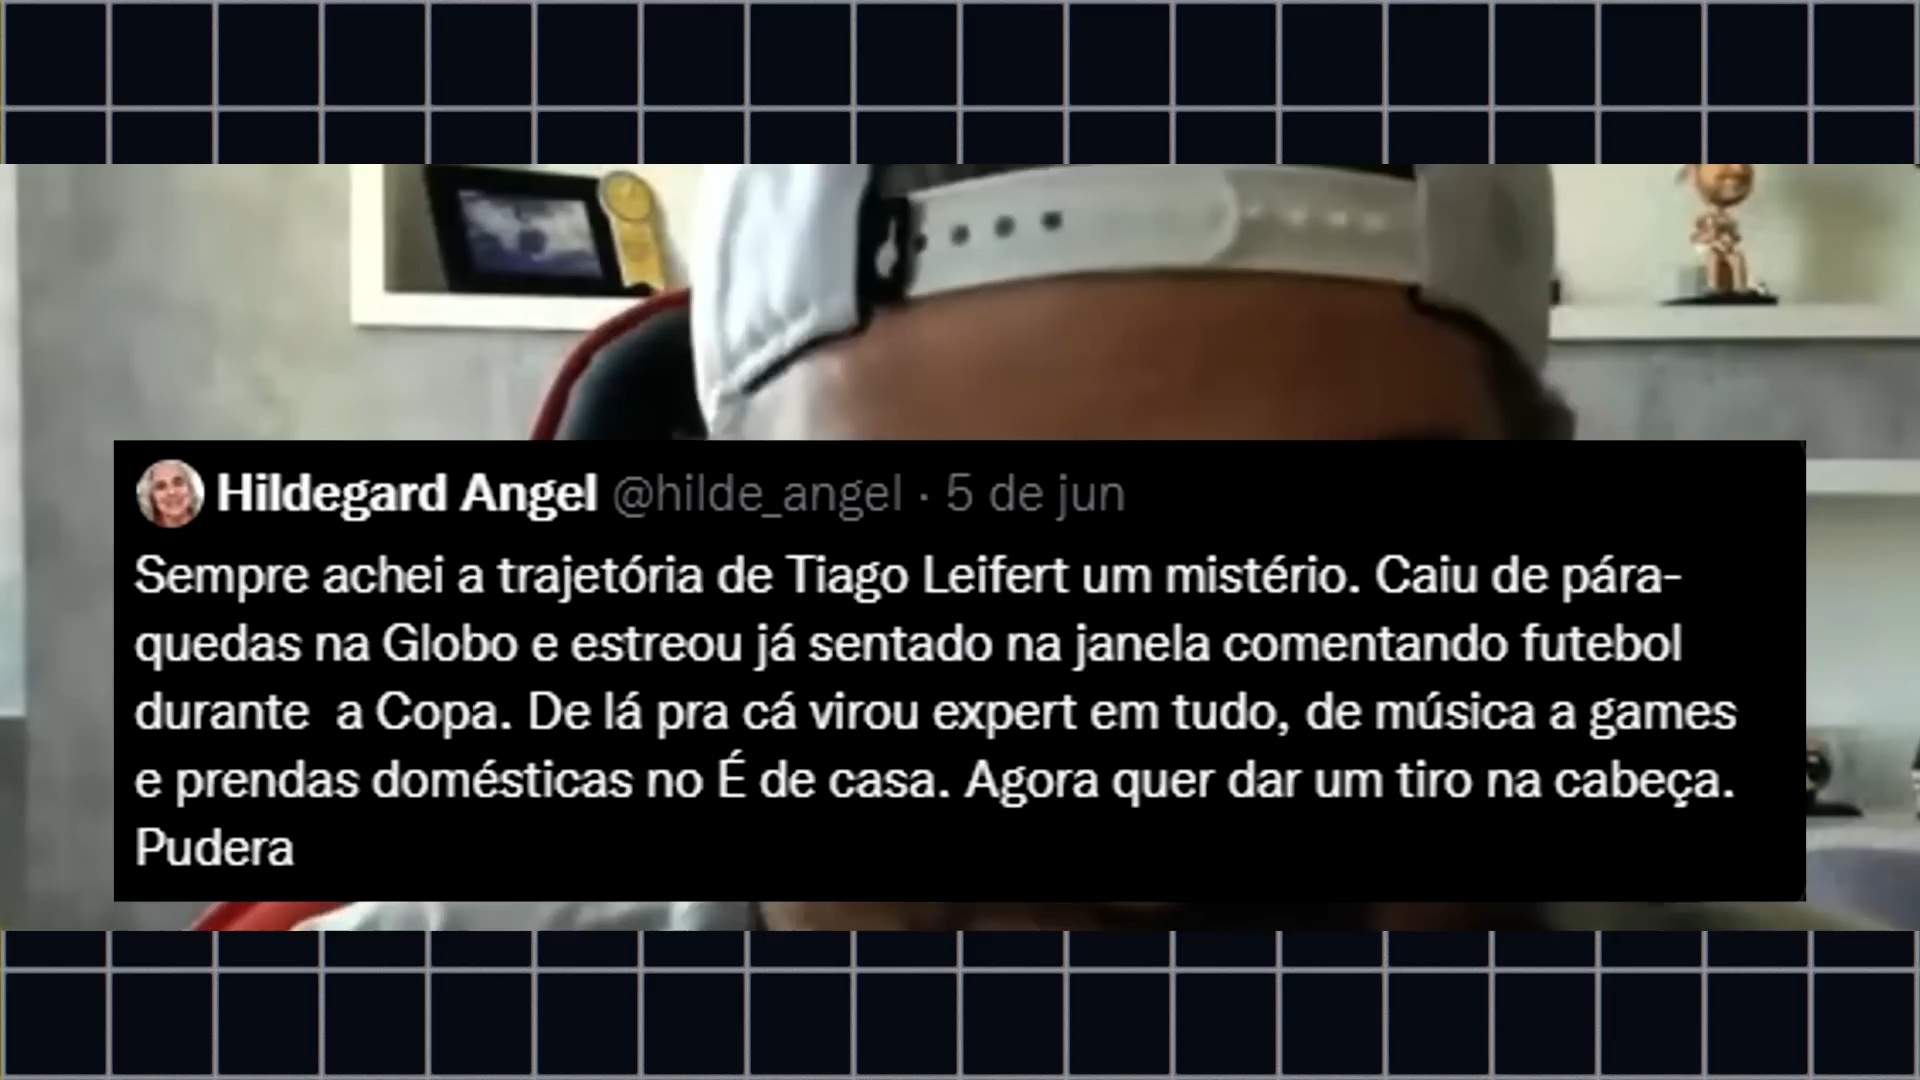 Hildegard Angel @hilde_angel · 5 de jun
Sempre achei a trajetória de Tiago Leifert um mistério. Caiu de pára-
quedas na Globo e estreou já sentado na janela comentando futebol
durante  a Copa. De lá pra cá virou expert em tudo, de música a games
e prendas domésticas no É de casa. Agora quer dar um tiro na cabeça.
Pudera